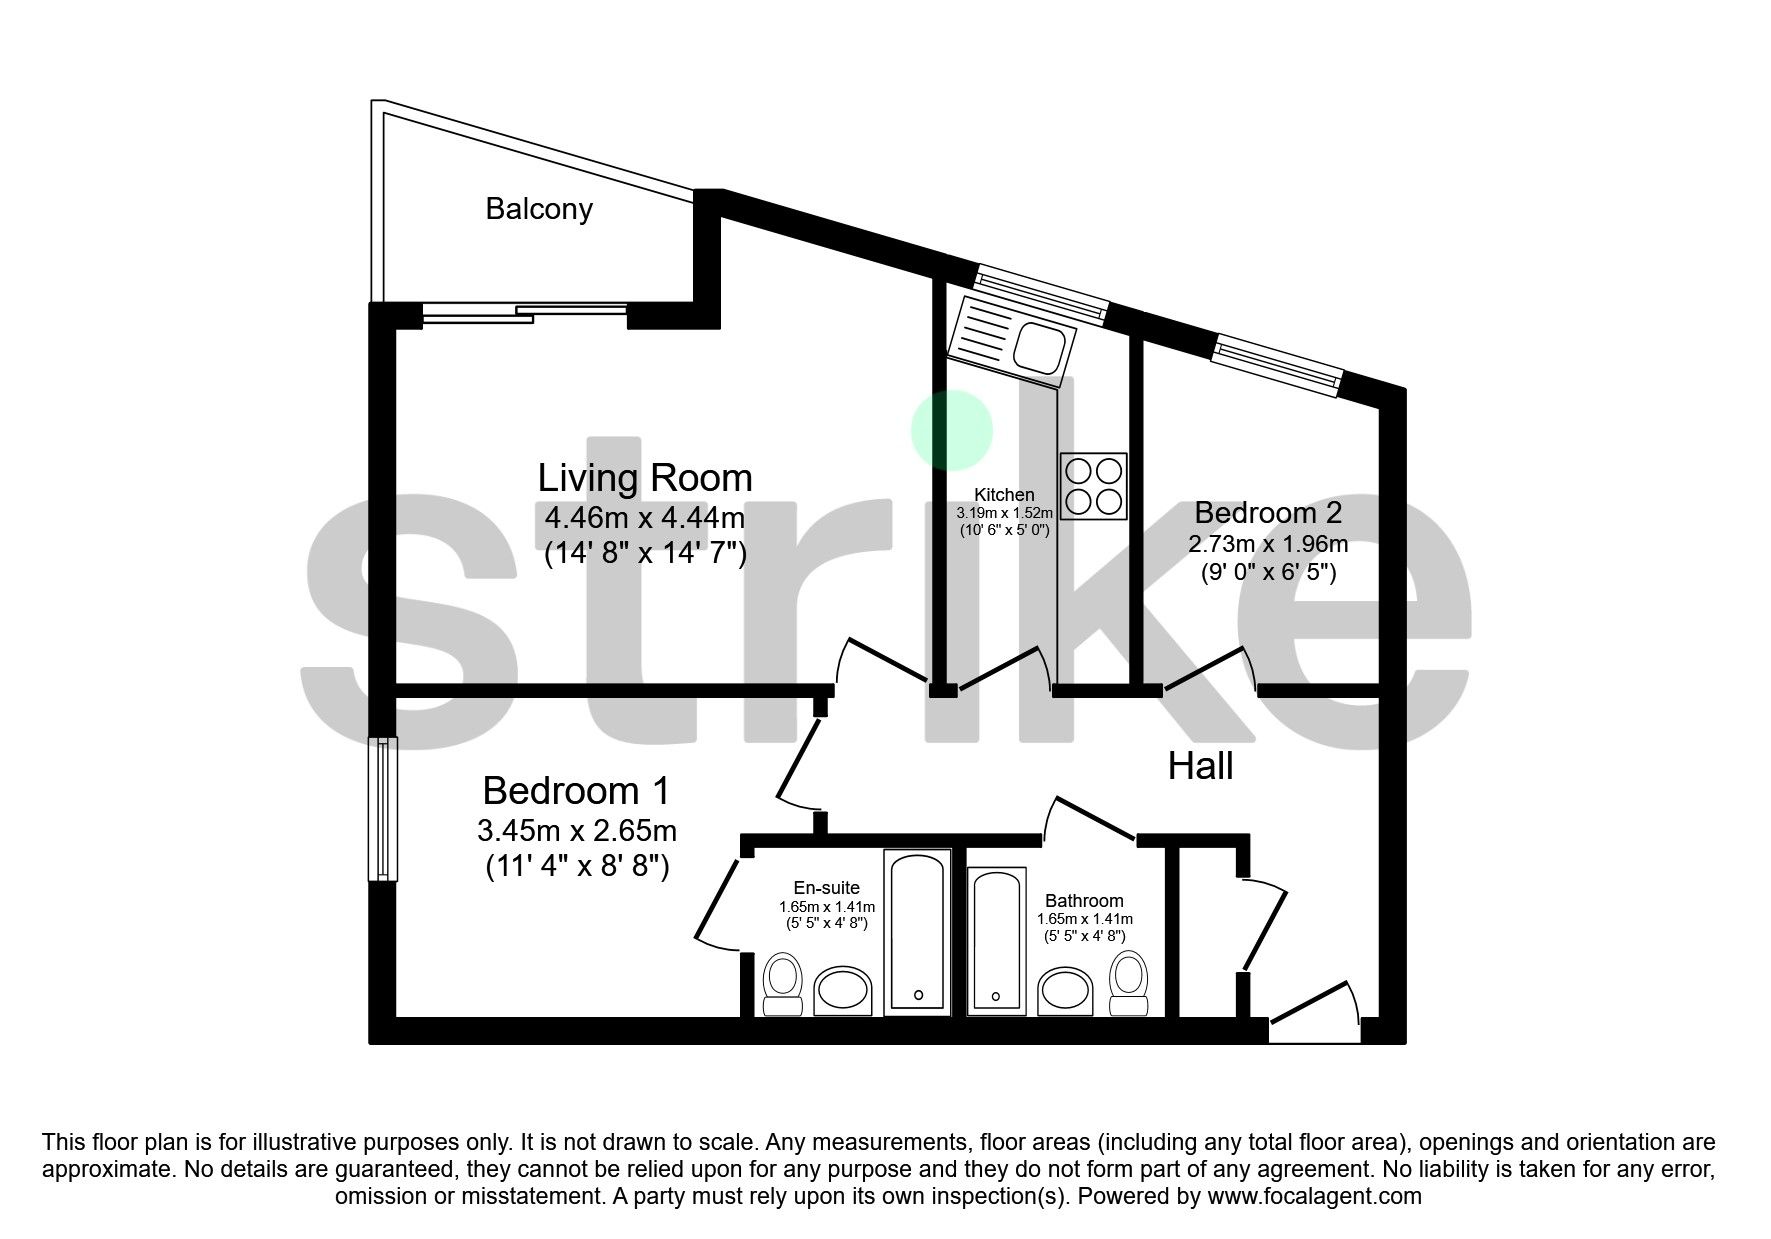 Balcony
Living Room
4.46m x 4.44m
(14' 8" x 14' 7")
Kitchen
3.19m x 1.52m
(10' 6" x 5' 0")
Bedroom 2
2.73m x 1.96m
(9' 0" x 6' 5")
strike
Hall
Bedroom 1
3.45m x 2.65m
(11' 4" x 8' 8")
En-suite
1.65m x 1.41m
(5' 5" x 4' 8")
Bathroom
1.65m x 1.41m
(5' 5" x 4' 8")
This floor plan is for illustrative purposes only. It is not drawn to scale. Any measurements, floor areas (including any total floor area), openings and orientation are
approximate. No details are guaranteed, they cannot be relied upon for any purpose and they do not form part of any agreement. No liability is taken for any error,
omission or misstatement. A party must rely upon its own inspection(s). Powered by www.focalagent.com